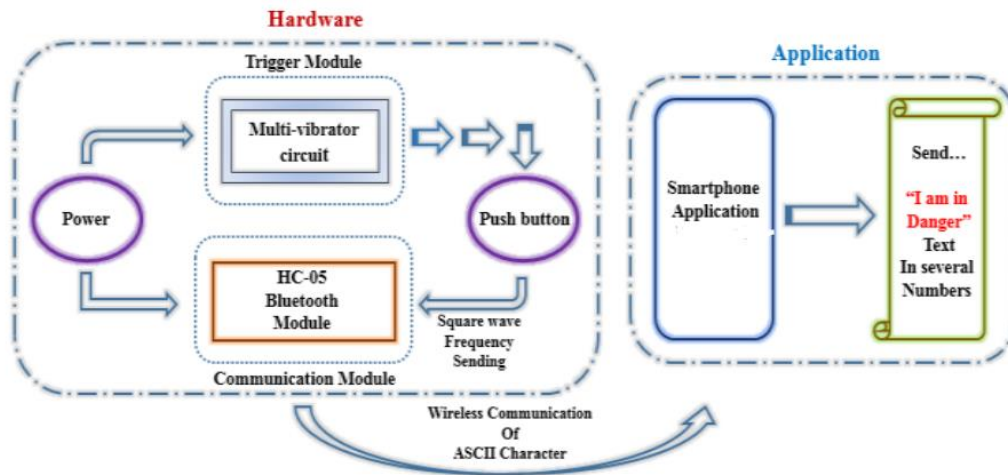 Hardware
Trigger Module
Multi-vibrator
circuit
Power
Push button
HC-05
Bluetooth
Module
Square wave
Frequency
Sending
Communication Module
Wireless Communication
Of
ASCII Character
Application
Smartphone
Application
Send...
“I am in
Danger”
Text
In several
Numbers